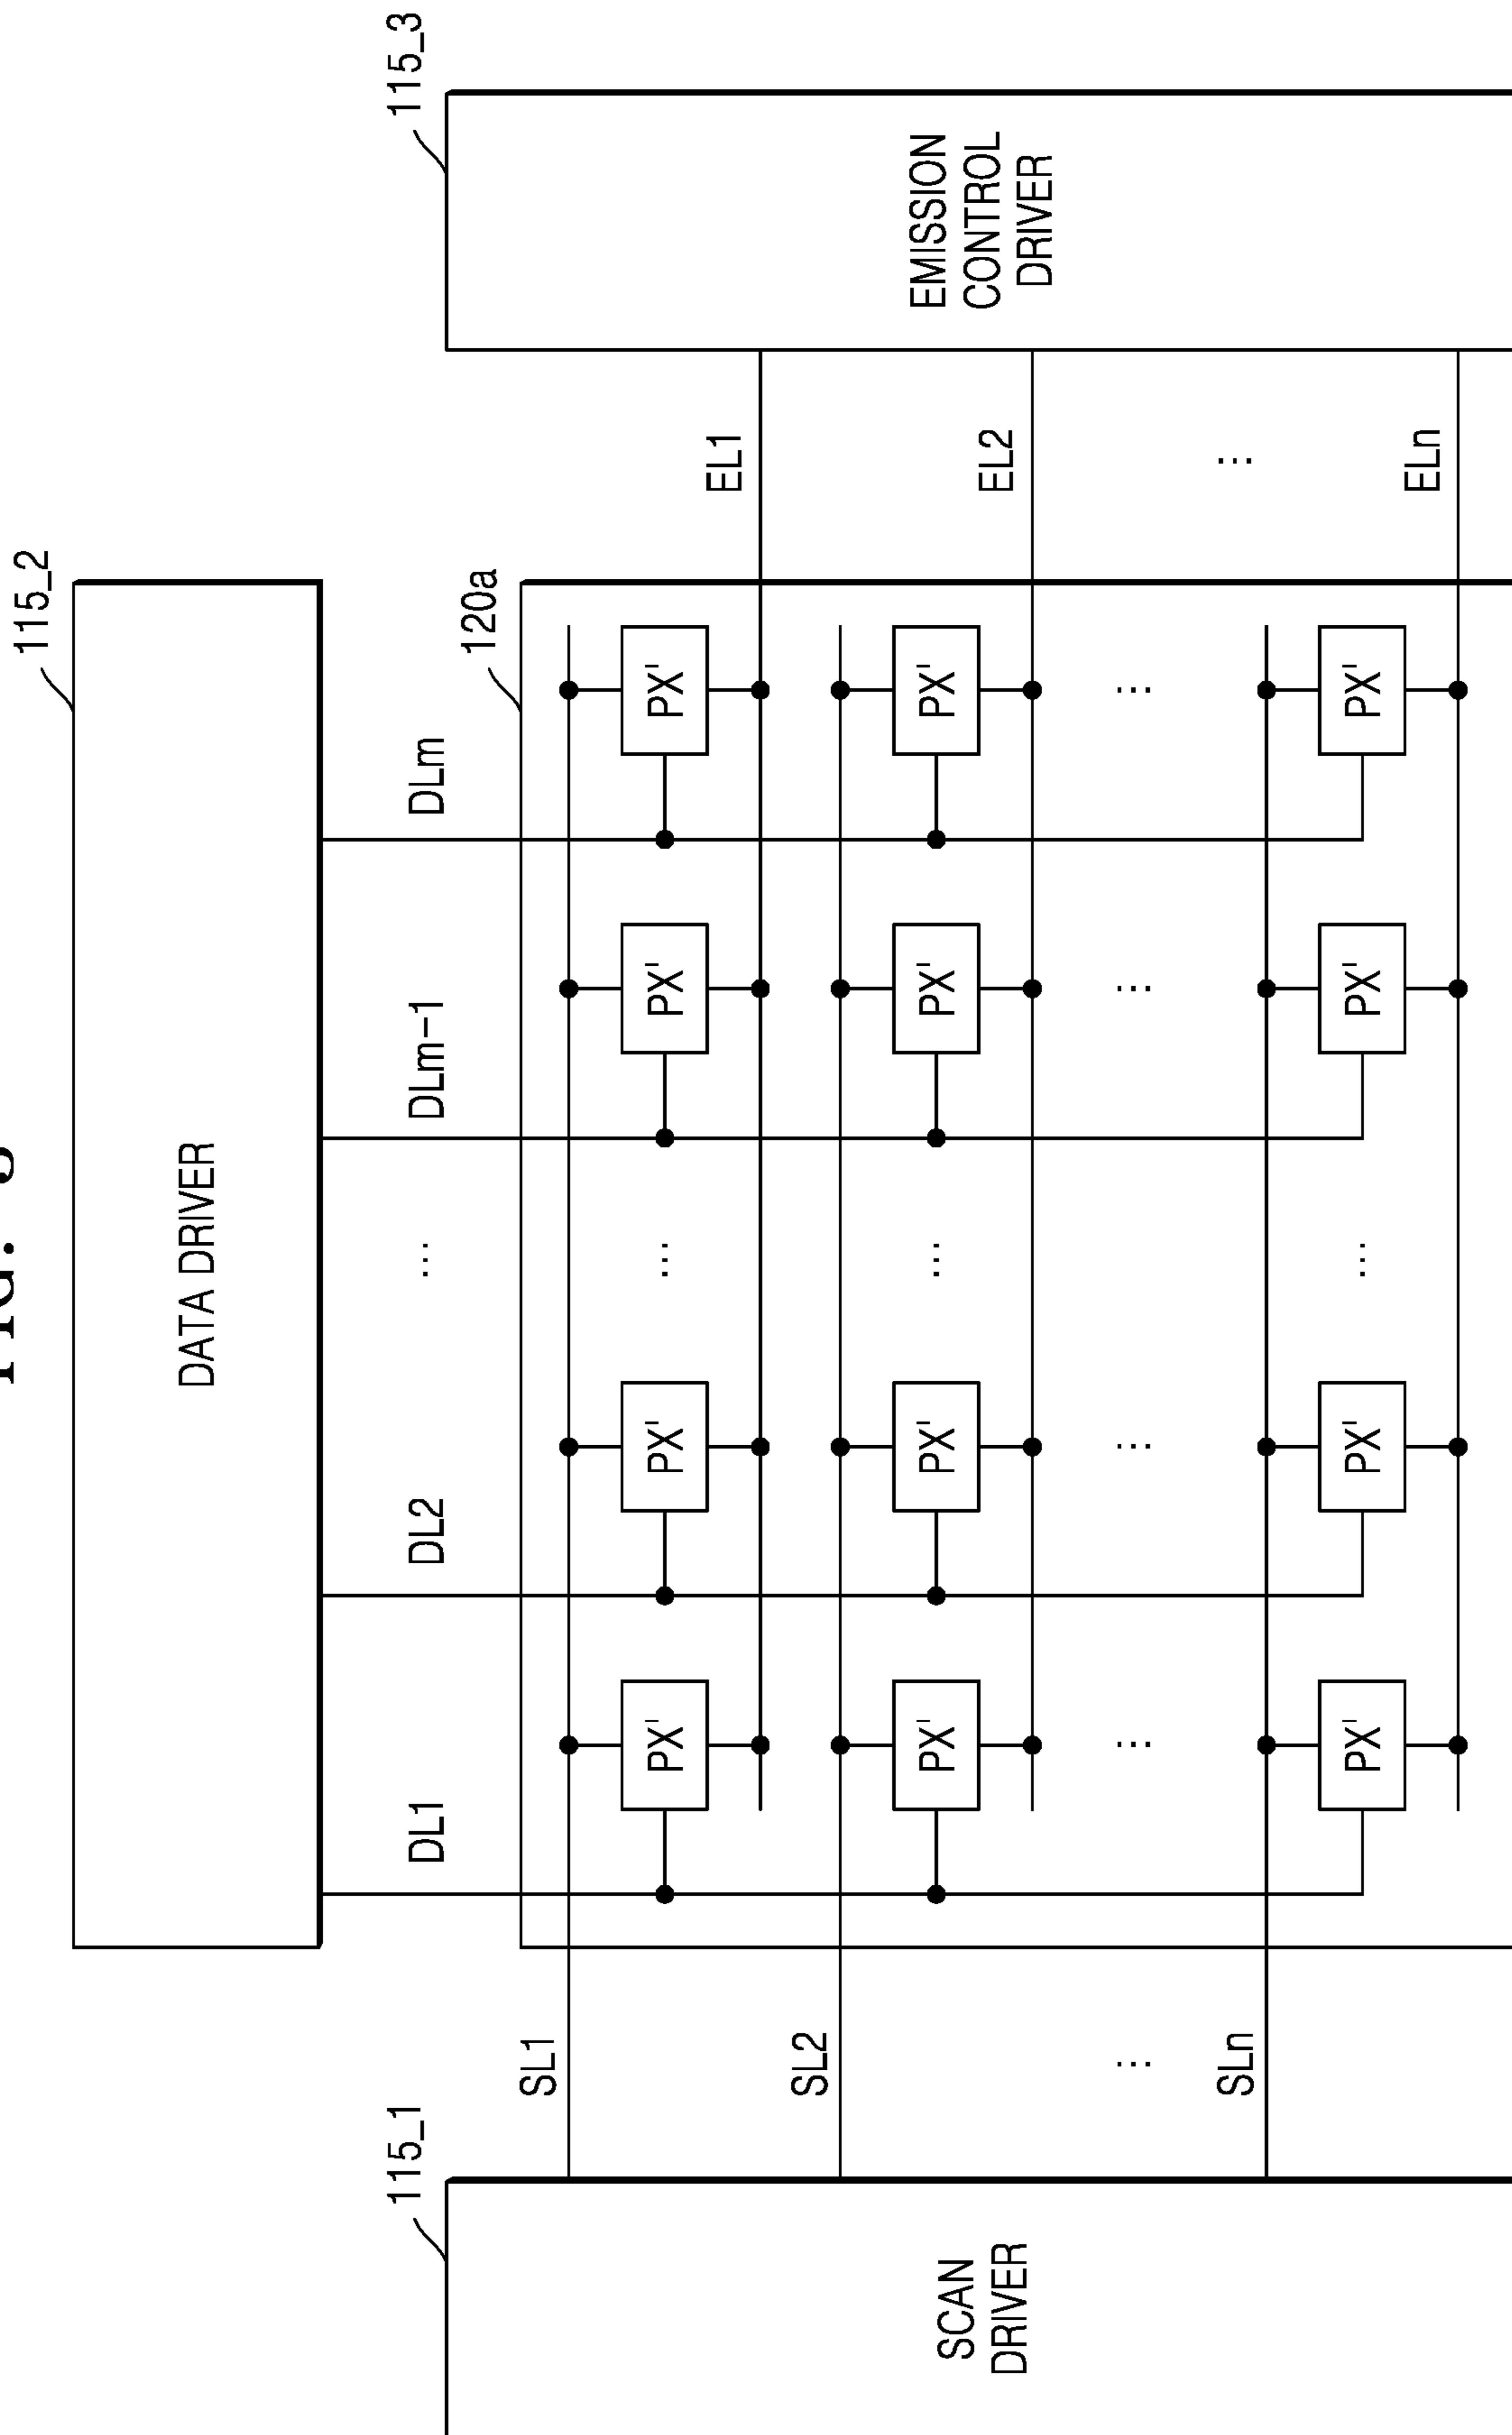 115_2
DATA DRIVER
115_1
115_3
DL1
DL2
...
DLm-1
DLm
120a
SL1
PX'
PX'
...
PX'
PX'
EL1
SL2
PX'
PX'
...
PX'
PX'
EL2
SCAN
DRIVER
EMISSION
CONTROL
DRIVER
...
...
...
...
...
...
SLn
PX'
PX'
...
PX'
PX'
ELn